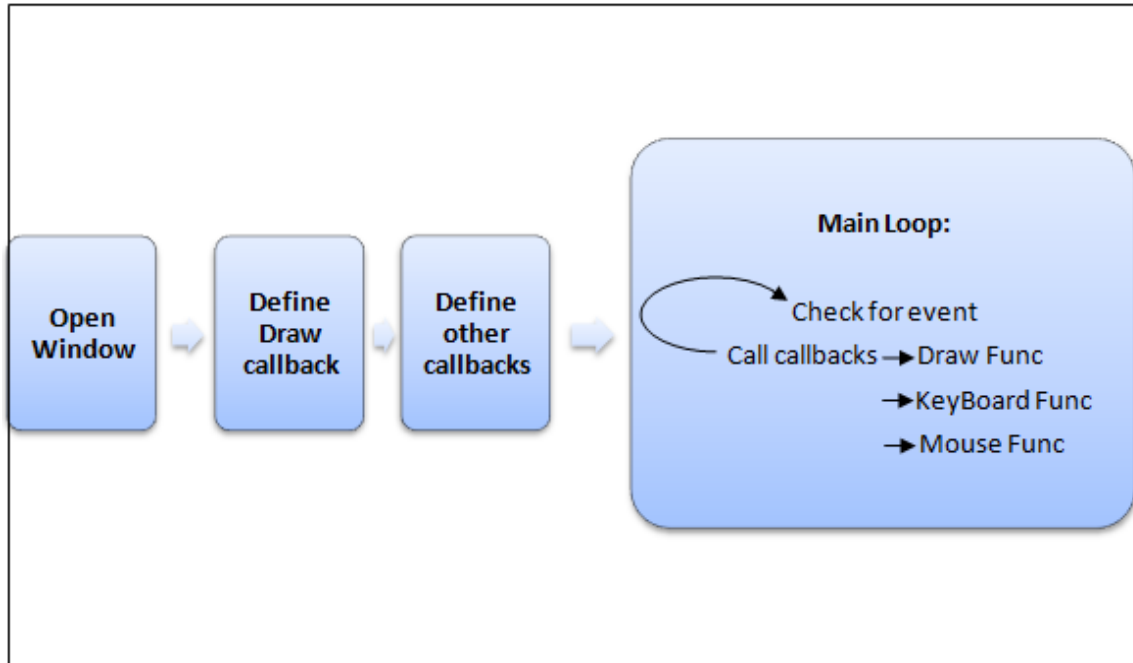 Open
Window
Define
Draw
callback
Define
other
callbacks
Main Loop:
Check for event
Call callbacks → Draw Func
→ KeyBoard Func
→ Mouse Func